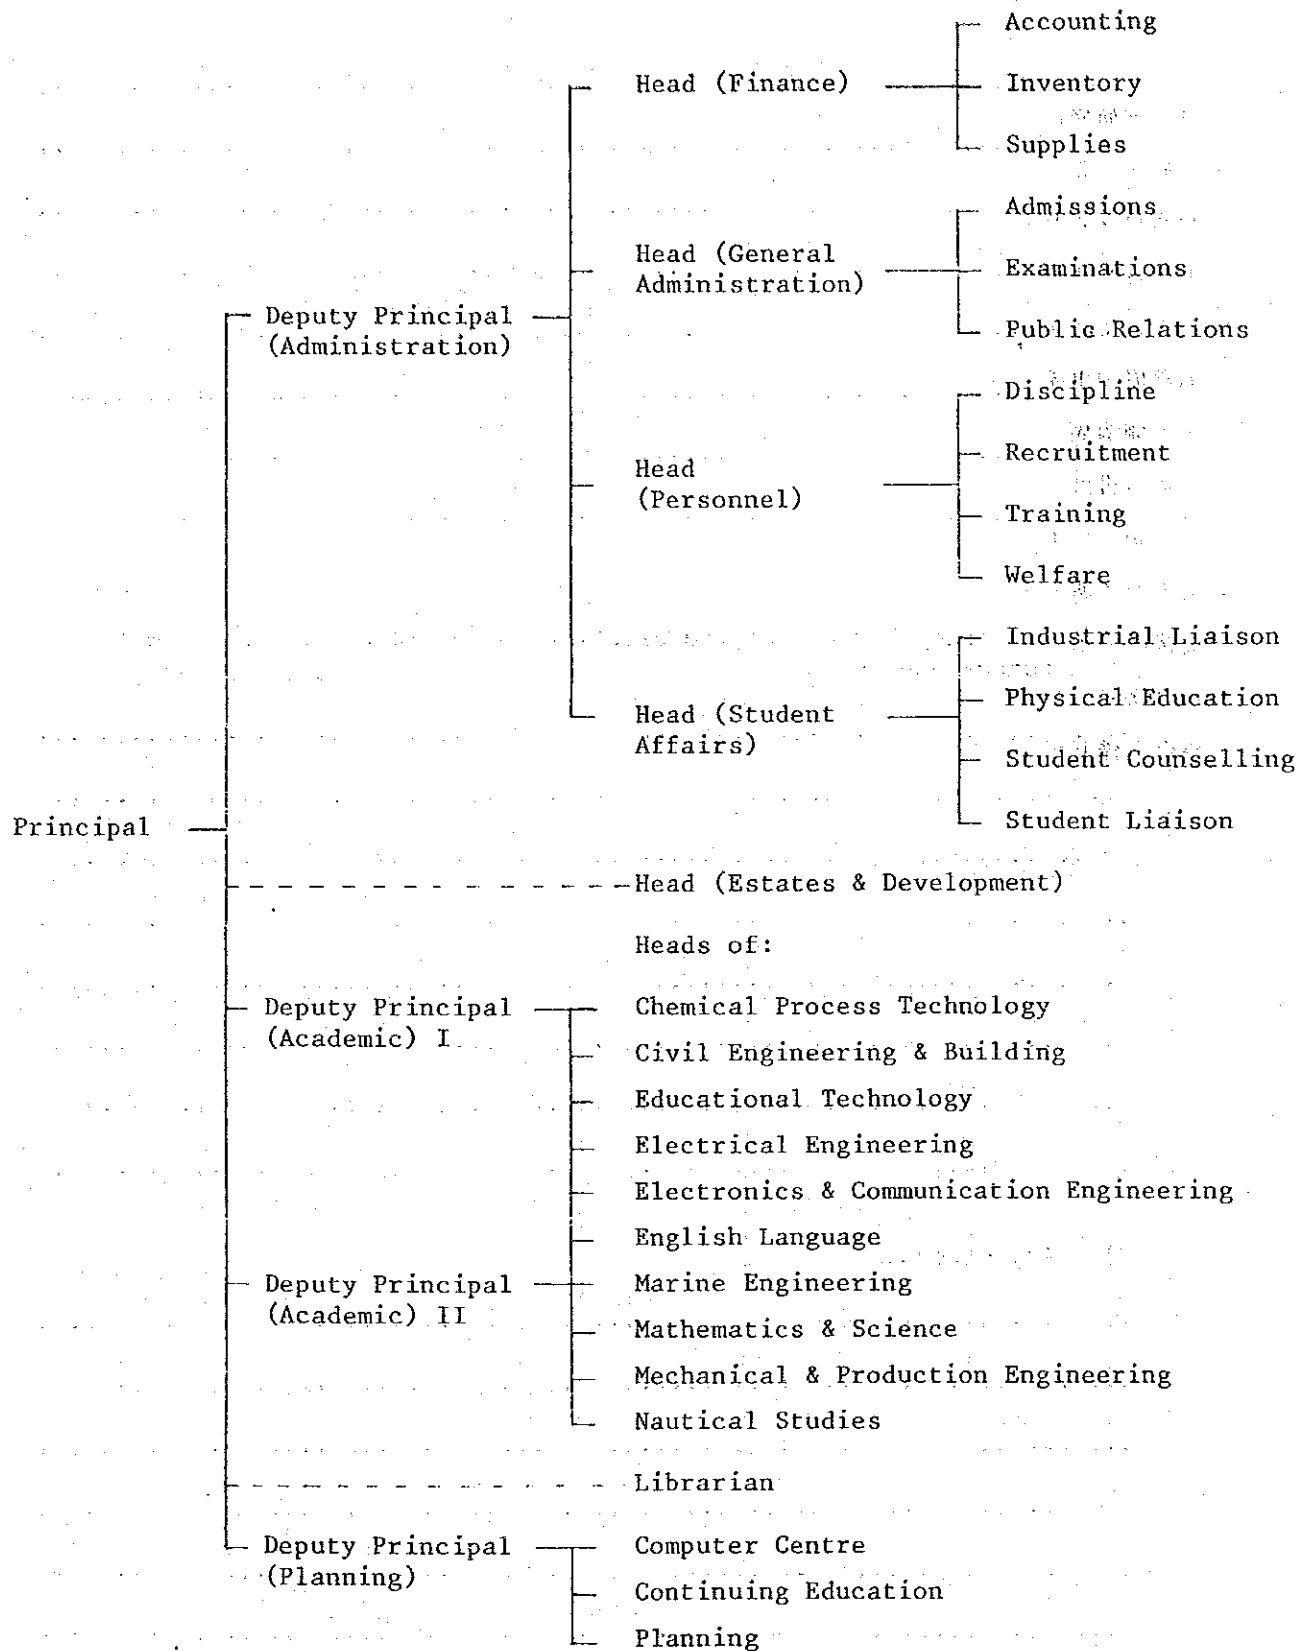 Accounting
Head (Finance)
Inventory
Supplies
Admissions
Head (General
Administration)
Examinations
Public Relations
Deputy Principal
(Administration)
Discipline
Recruitment
Head
(Personnel)
Training
Welfare
Industrial Liaison
Physical Education
Head (Student
Affairs)
Student Counselling
Student Liaison
Principal
Head (Estates & Development)
Heads of:
Deputy Principal
(Academic) I
Chemical Process Technology
Civil Engineering & Building
Educational Technology
Electrical Engineering
Electronics & Communication Engineering
English Language
Deputy Principal
(Academic) II
Marine Engineering
Mathematics & Science
Mechanical & Production Engineering
Nautical Studies
Librarian
Deputy Principal
(Planning)
Computer Centre
Continuing Education
Planning